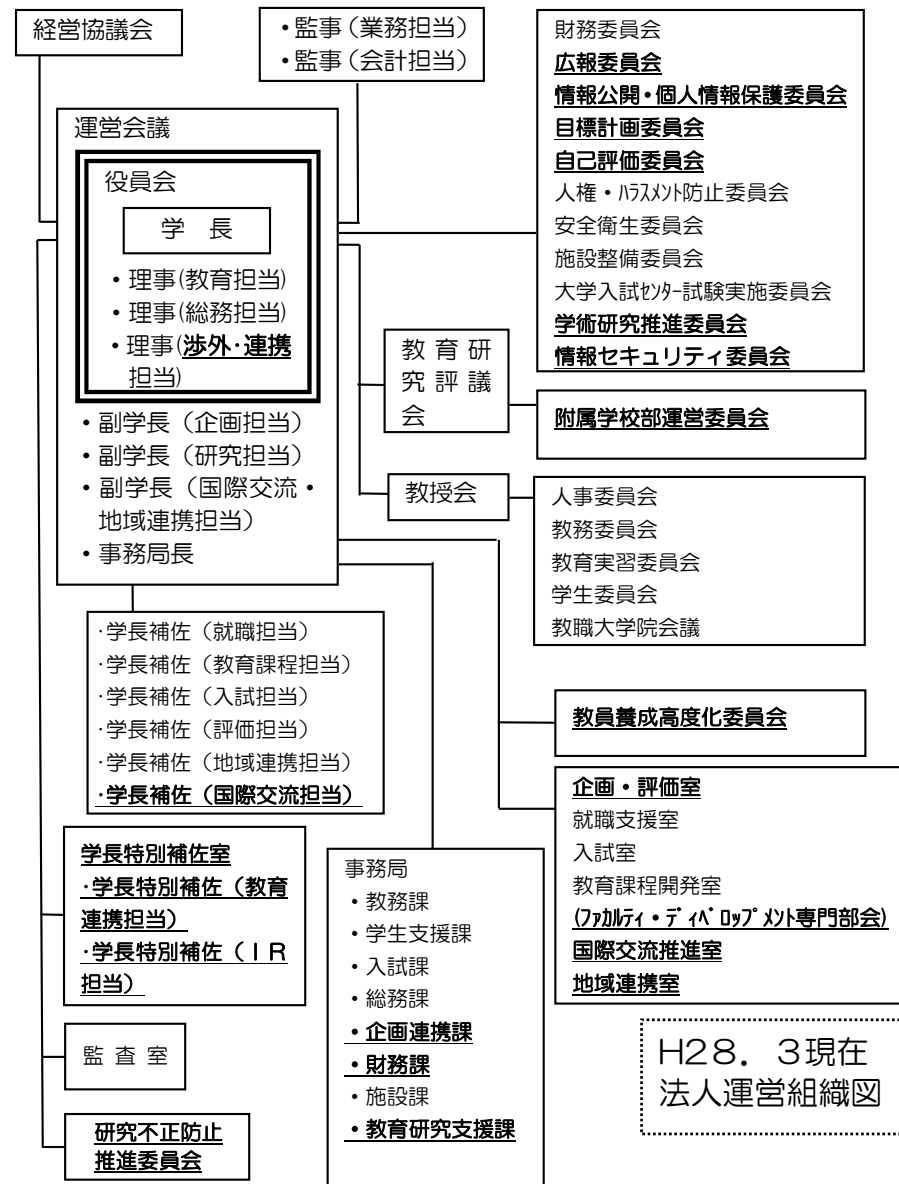 経営協議会
・監事（業務担当）
・監事（会計担当）
財務委員会
広報委員会
情報公開・個人情報保護委員会
目標計画委員会
自己評価委員会
人権・ﾊﾗｽﾒﾝﾄ防止委員会
安全衛生委員会
施設整備委員会
大学入試ｾﾝﾀｰ試験実施委員会
学術研究推進委員会
情報セキュリティ委員会
運営会議
役員会
学　長
・理事(教育担当)
・理事(総務担当)
・理事(渉外･連携
担当)
・副学長（企画担当）
・副学長（研究担当）
・副学長（国際交流・
地域連携担当）
・事務局長
教 育 研
究 評 議
会
附属学校部運営委員会
教授会
人事委員会
教務委員会
教育実習委員会
学生委員会
教職大学院会議
·学長補佐（就職担当）
·学長補佐（教育課程担当）
·学長補佐（入試担当）
·学長補佐（評価担当）
·学長補佐（地域連携担当）
·学長補佐（国際交流担当）
教員養成高度化委員会
企画・評価室
就職支援室
入試室
教育課程開発室
(ﾌｧｶﾙﾃｨ・ﾃﾞｨﾍﾞﾛｯﾌﾟﾒﾝﾄ専門部会)
国際交流推進室
地域連携室
学長特別補佐室
·学長特別補佐（教育
連携担当）
·学長特別補佐（ＩＲ
担当）
事務局
・教務課
・学生支援課
・入試課
・総務課
・企画連携課
・財務課
・施設課
・教育研究支援課
監 査 室
研究不正防止
推進委員会
H28．３現在
法人運営組織図